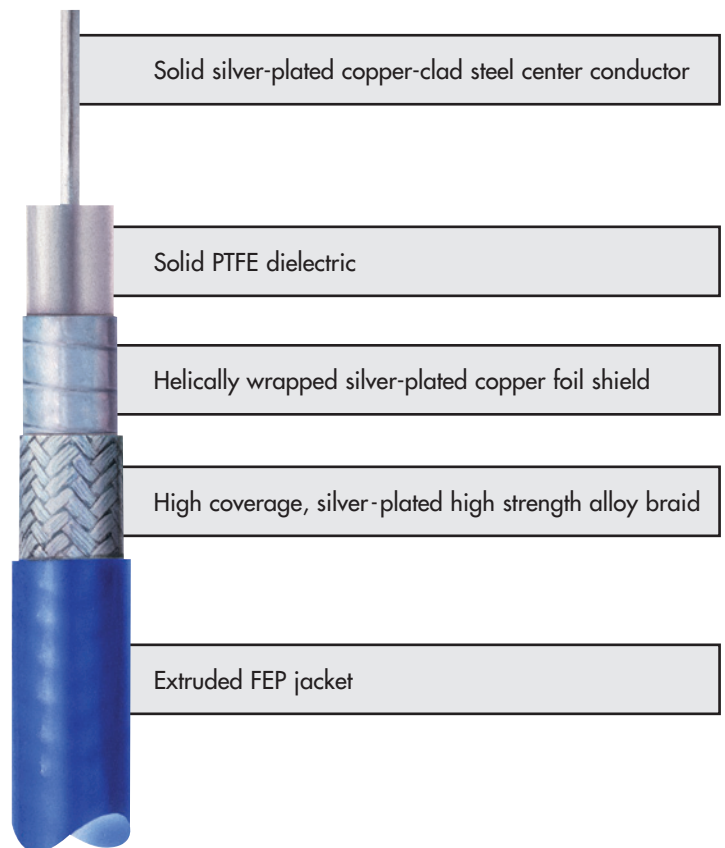 Solid silver-plated copper-clad steel center conductor
Solid PTFE dielectric
Helically wrapped silver-plated copper foil shield
High coverage, silver-plated high strength alloy braid
Extruded FEP jacket